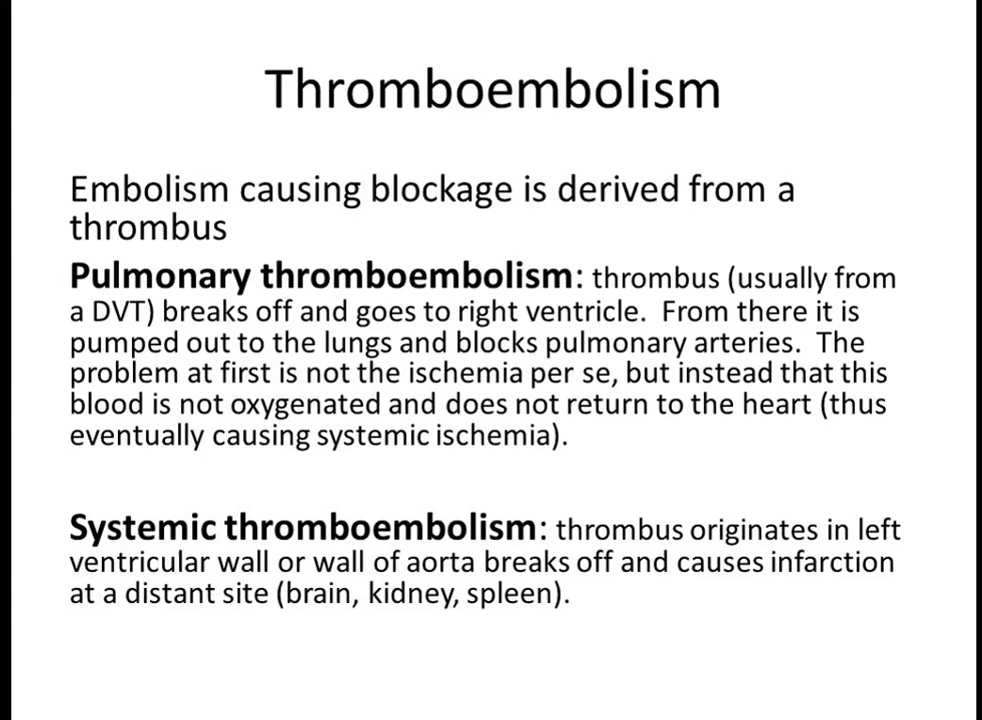 Thromboembolism
Embolism causing blockage is derived from a
thrombus
Pulmonary thromboembolism: thrombus (usually from
a DVT) breaks off and goes to right ventricle.  From there it is
pumped out to the lungs and blocks pulmonary arteries.  The
problem at first is not the ischemia per se, but instead that this
blood is not oxygenated and does not return to the heart (thus
eventually causing systemic ischemia).
Systemic thromboembolism: thrombus originates in left
ventricular wall or wall of aorta breaks off and causes infarction
at a distant site (brain, kidney, spleen).